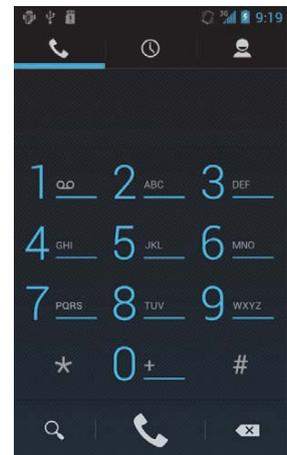 3G 9:19
1 2 ABC 3 DEF
4 GHI 5 JKL 6 MNO
7 PQRS 8 TUV 9 WXYZ
* 0 + #